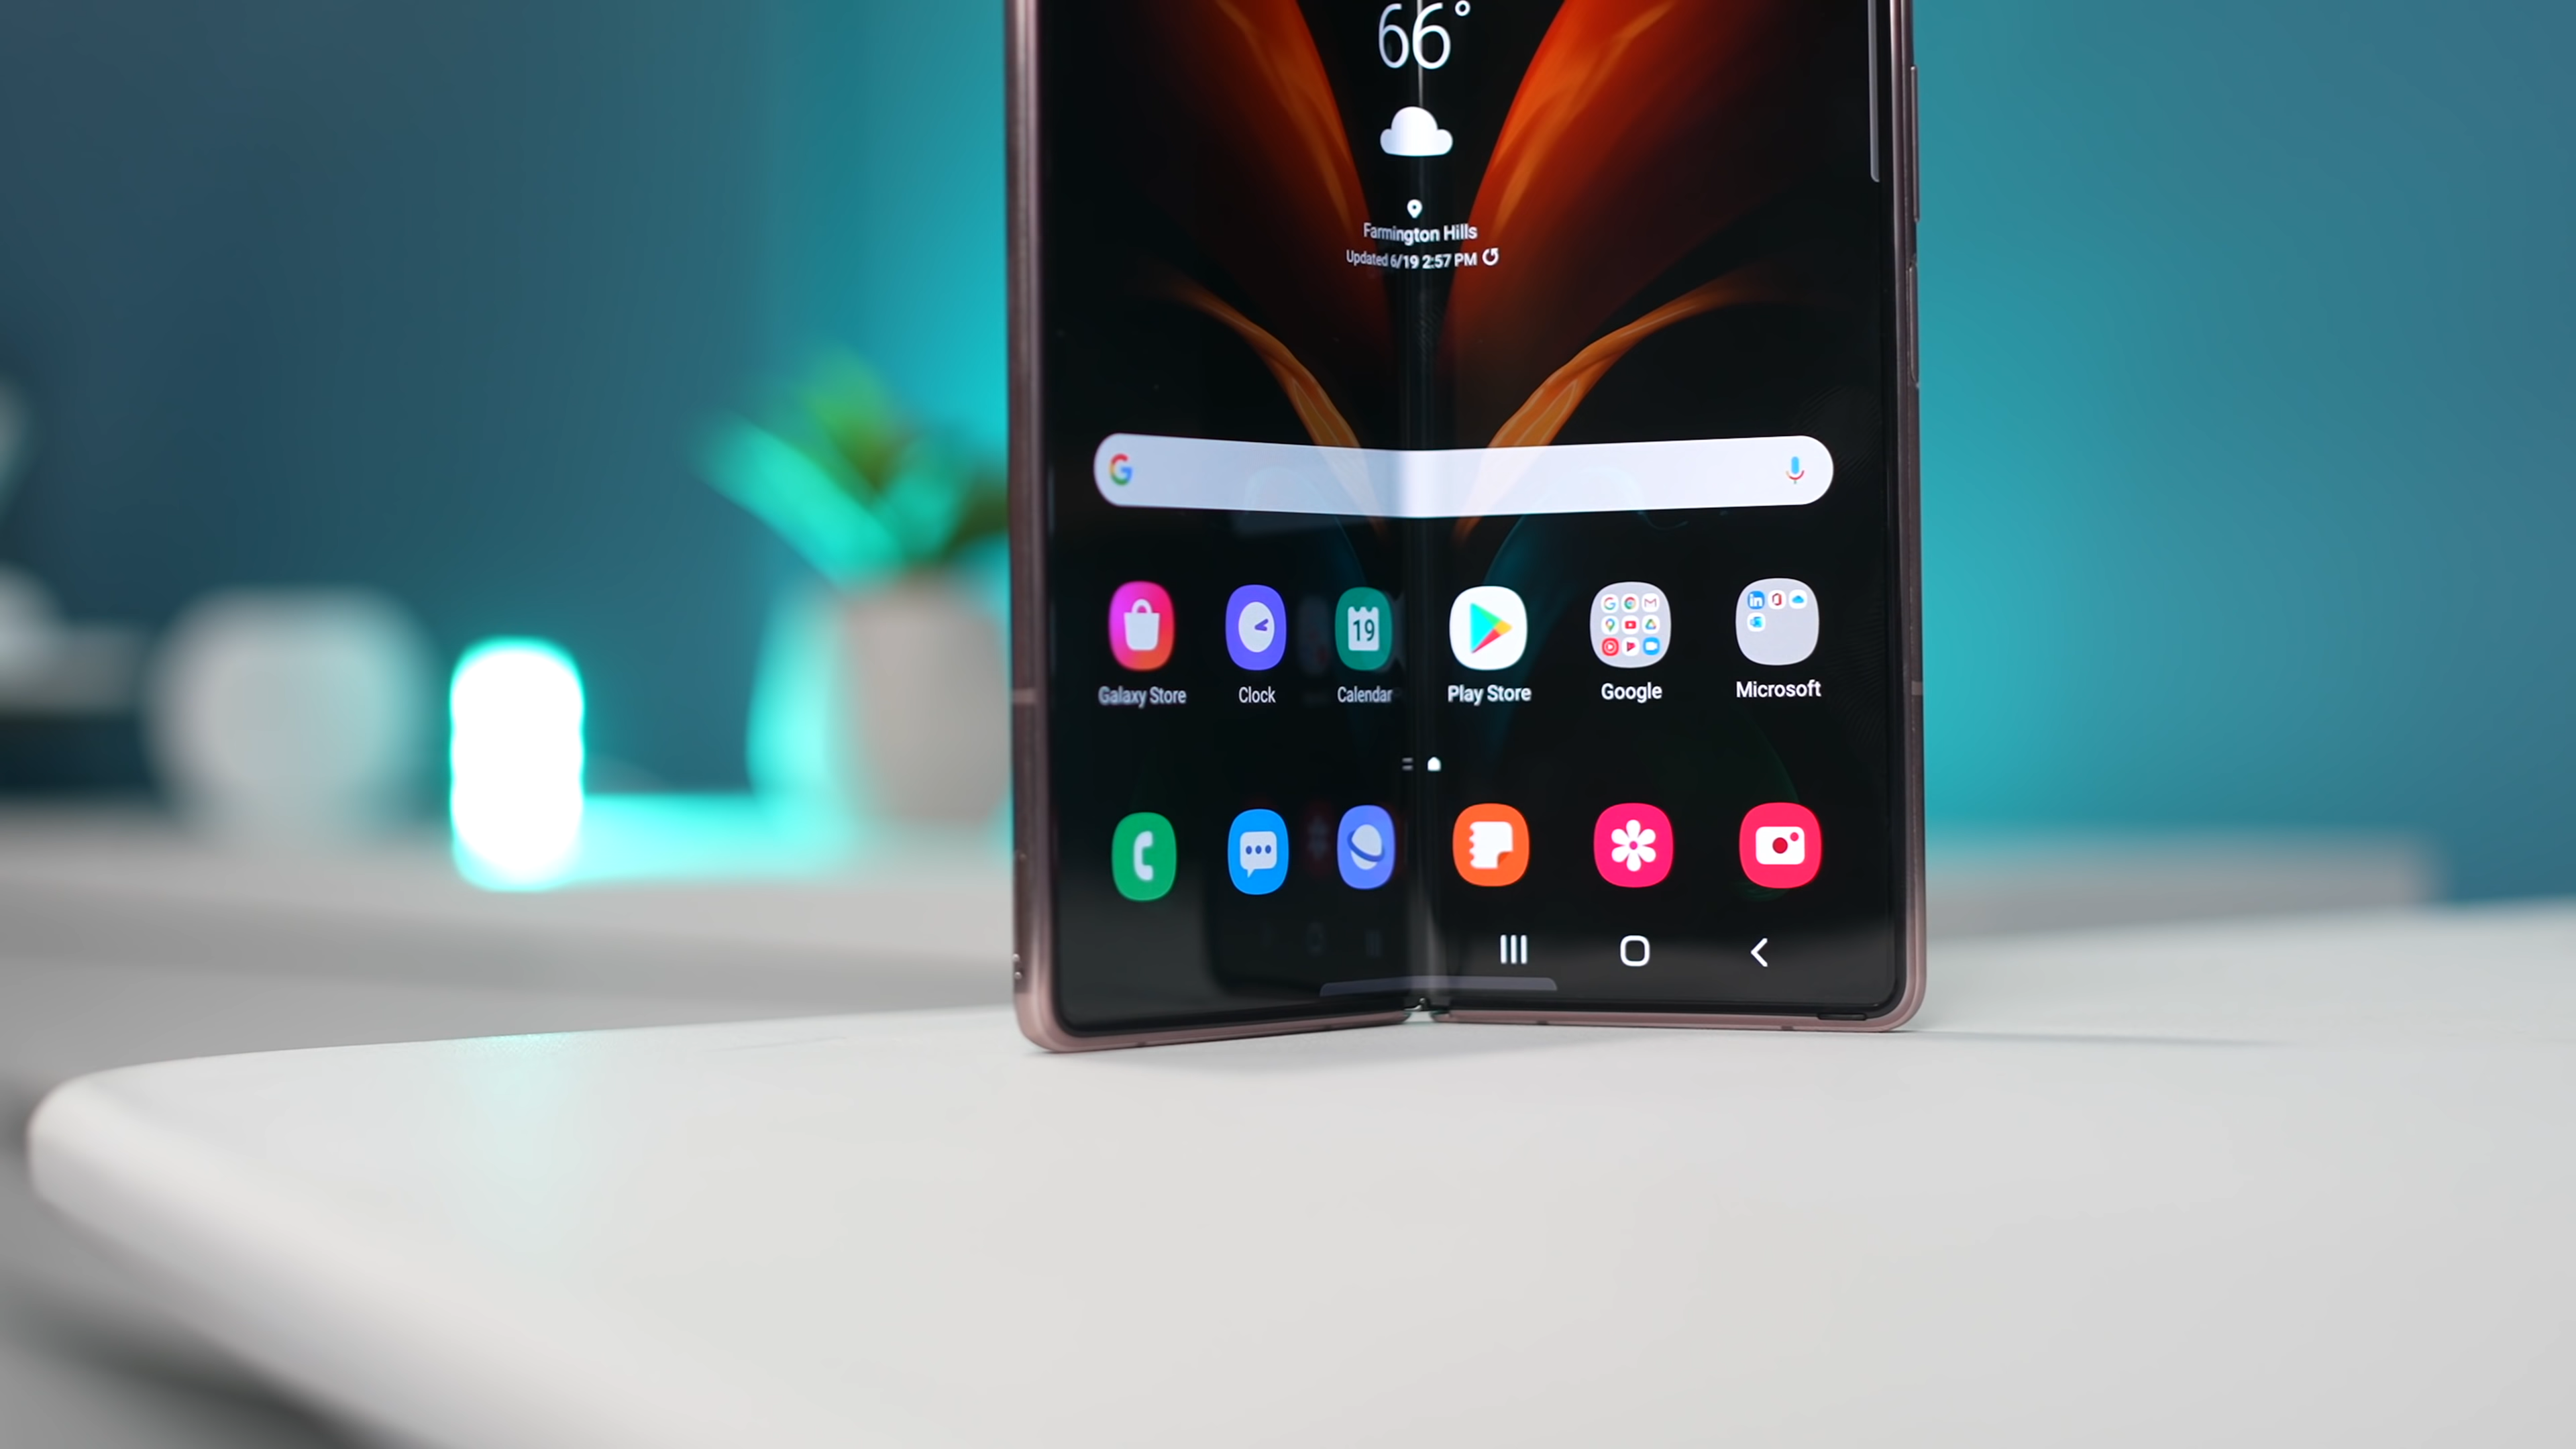 66°
Farmington Hills
Updated 6/19 2:57 PM
G
19
Galaxy Store
Clock
Calendar
Play Store
Google
Microsoft